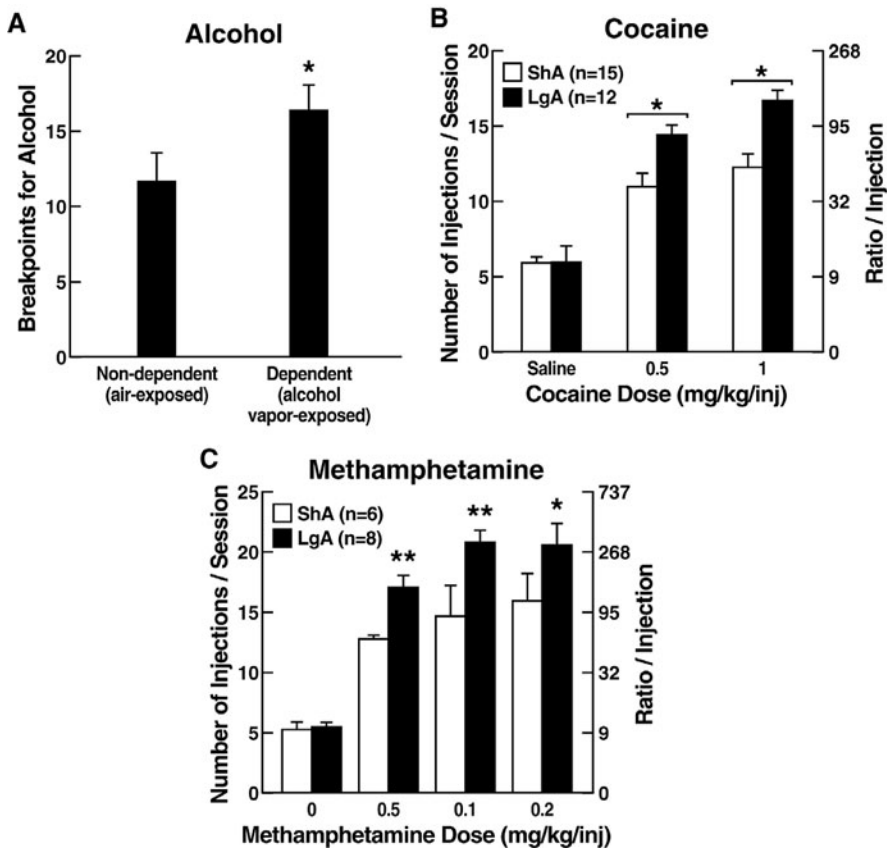 A
Alcohol
Breakpoints for Alcohol
20
15
10
5
0
*
Non-dependent
(air-exposed)
Dependent
(alcohol
vapor-exposed)
B
Cocaine
Number of Injections / Session
20
15
10
5
0
ShA (n=15)
LgA (n=12
*
*
268
95
32
9
0
Ratio / Injection
Saline
0.5
1
Cocaine Dose (mg/kg/inj)
C
Methamphetamine
Number of Injections / Session
25
20
15
10
5
0
ShA (n=6)
LgA (n=8)
**
**
*
737
268
95
32
9
0
Ratio / Injection
0
0.5
0.1
0.2
Methamphetamine Dose (mg/kg/inj)